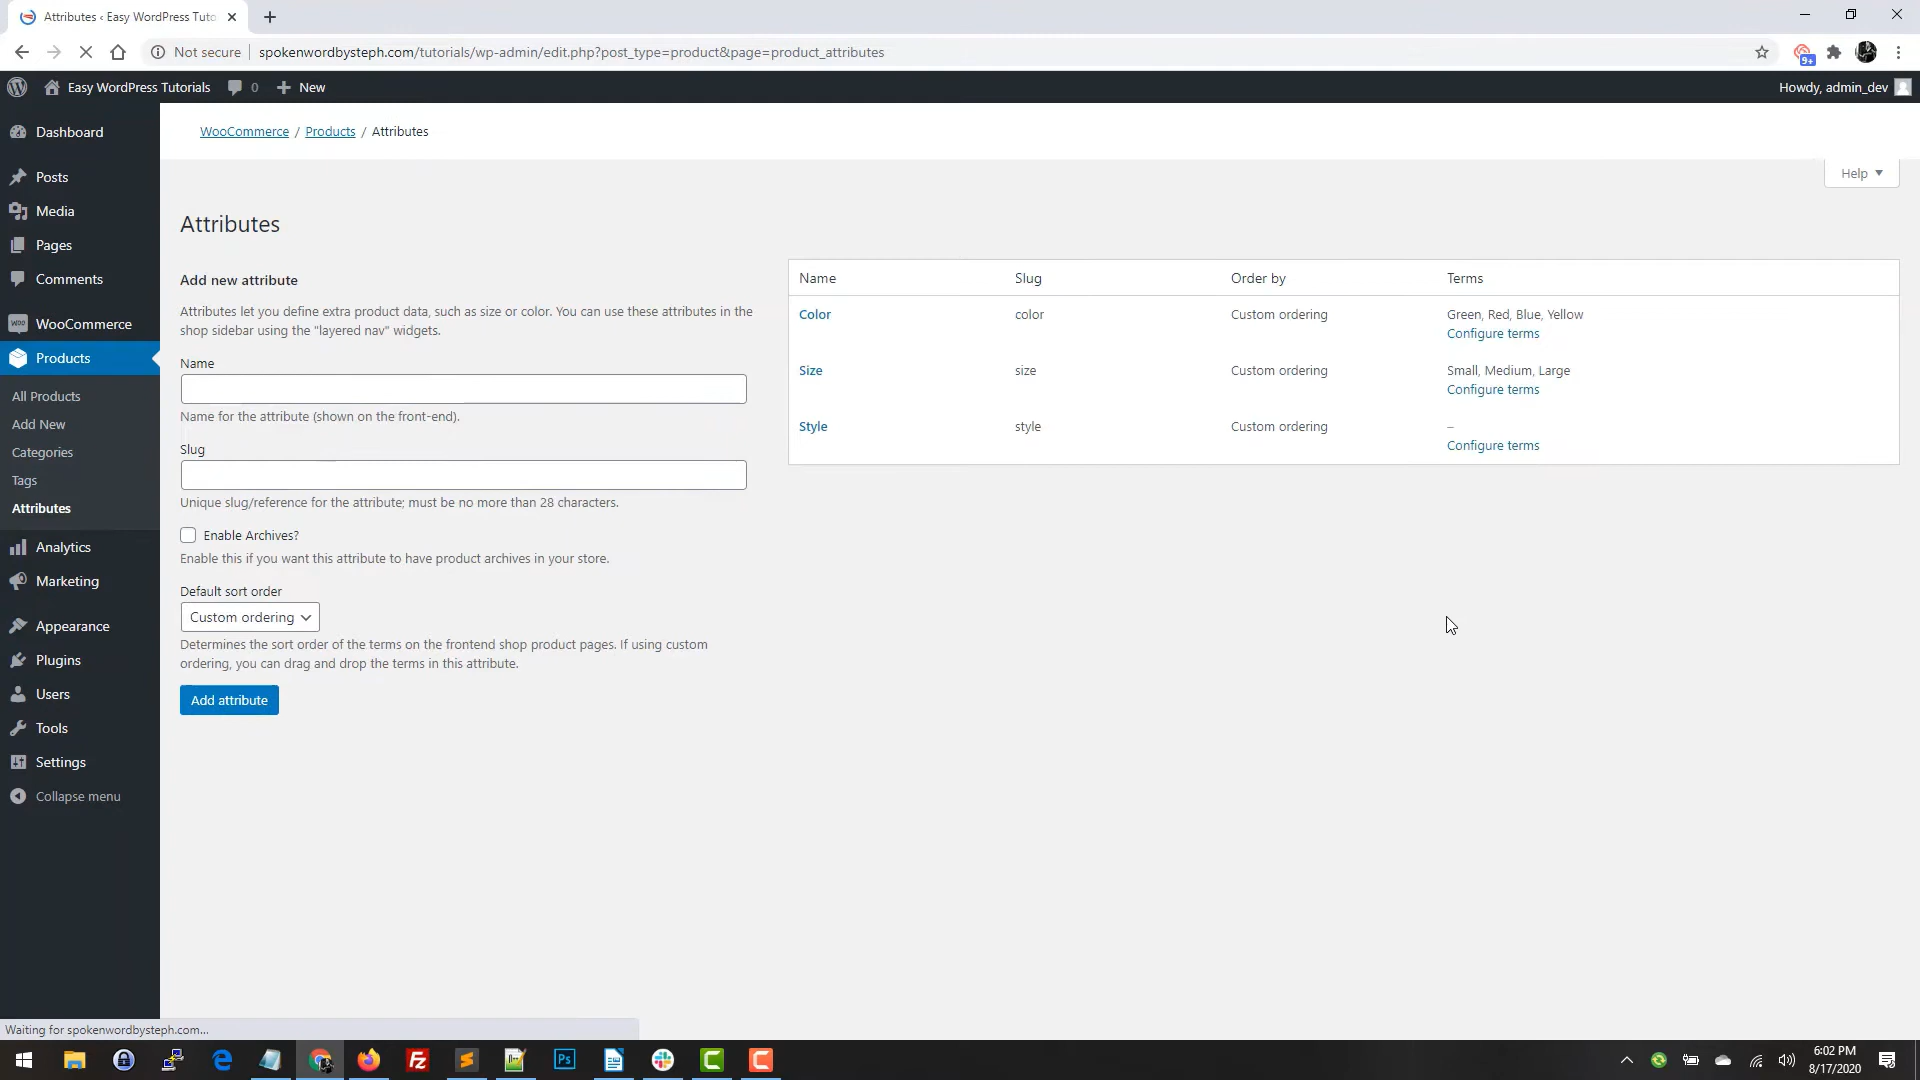 Attributes ‹ Easy WordPress Tuto
Not secure
spokenwordbysteph.com/tutorials/wp-admin/edit.php?post_type=product&page=product_attributes
9+
Easy WordPress Tutorials
0
New
Howdy, admin_dev
Dashboard
Posts
Media
Pages
Comments
WooCommerce
Products
All Products
Add New
Categories
Tags
Attributes
Analytics
Marketing
Appearance
Plugins
Users
Tools
Settings
Collapse menu
WooCommerce / Products / Attributes
Help
Attributes
Add new attribute
Attributes let you define extra product data, such as size or color. You can use these attributes in the
shop sidebar using the "layered nav" widgets.
Name
Name for the attribute (shown on the front-end).
Slug
Unique slug/reference for the attribute; must be no more than 28 characters.
Enable Archives?
Enable this if you want this attribute to have product archives in your store.
Default sort order
Custom ordering
Determines the sort order of the terms on the frontend shop product pages. If using custom
ordering, you can drag and drop the terms in this attribute.
Add attribute
Name Slug Order by Terms
Color color Custom ordering Green, Red, Blue, Yellow
Configure terms
Size size Custom ordering Small, Medium, Large
Configure terms
Style style Custom ordering –
Configure terms
Waiting for spokenwordbysteph.com...
Fz
Ps
6:02 PM
8/17/2020